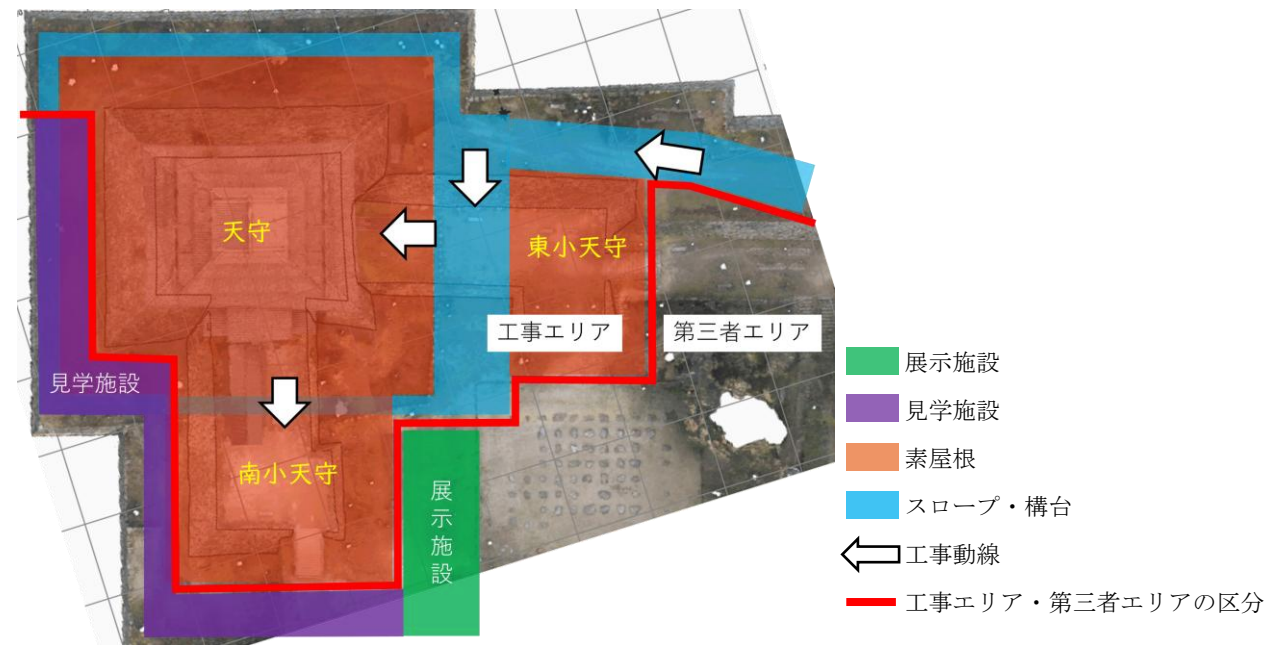 天守
東小天守
工事エリア
第三者エリア
見学施設
南小天守
展示施設
展示施設
見学施設
素屋根
スロープ・構台
工事動線
工事エリア・第三者エリアの区分